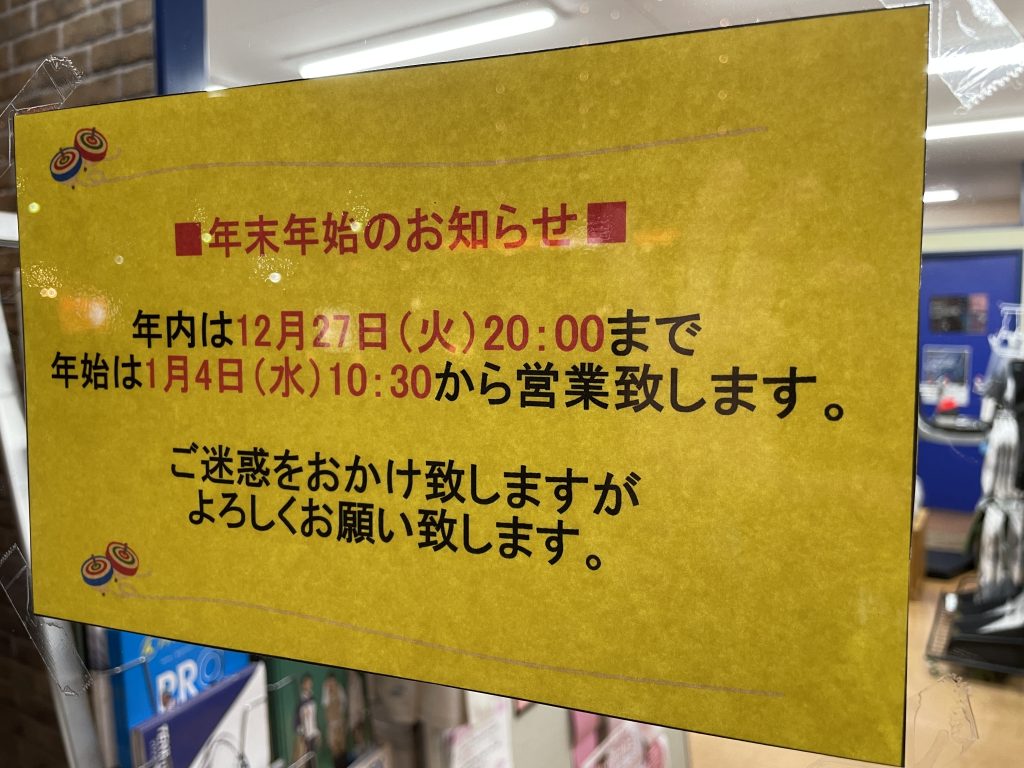 ■年末年始のお知らせ■
年内は12月27日(火)20:00まで
年始は1月4日(水)10:30から営業致します。
ご迷惑をおかけ致しますが
よろしくお願い致します。
PRO